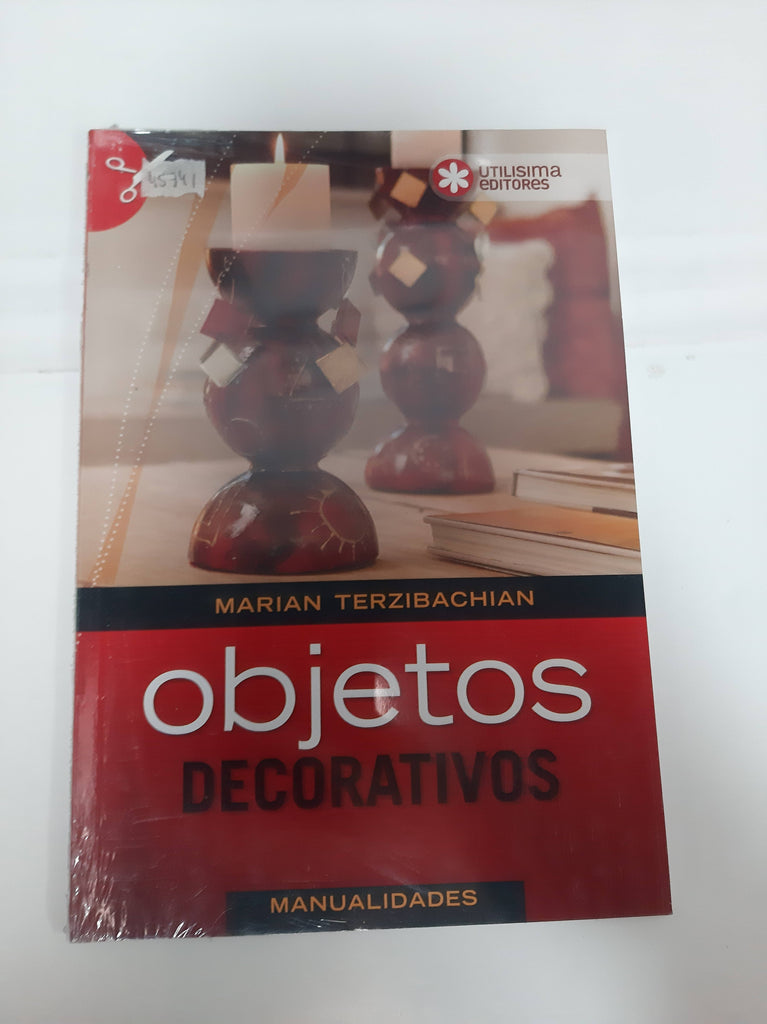 45741
UTILISIMA
EDITORES
MARIAN TERZIBACHIAN
objetos
DECORATIVOS
MANUALIDADES